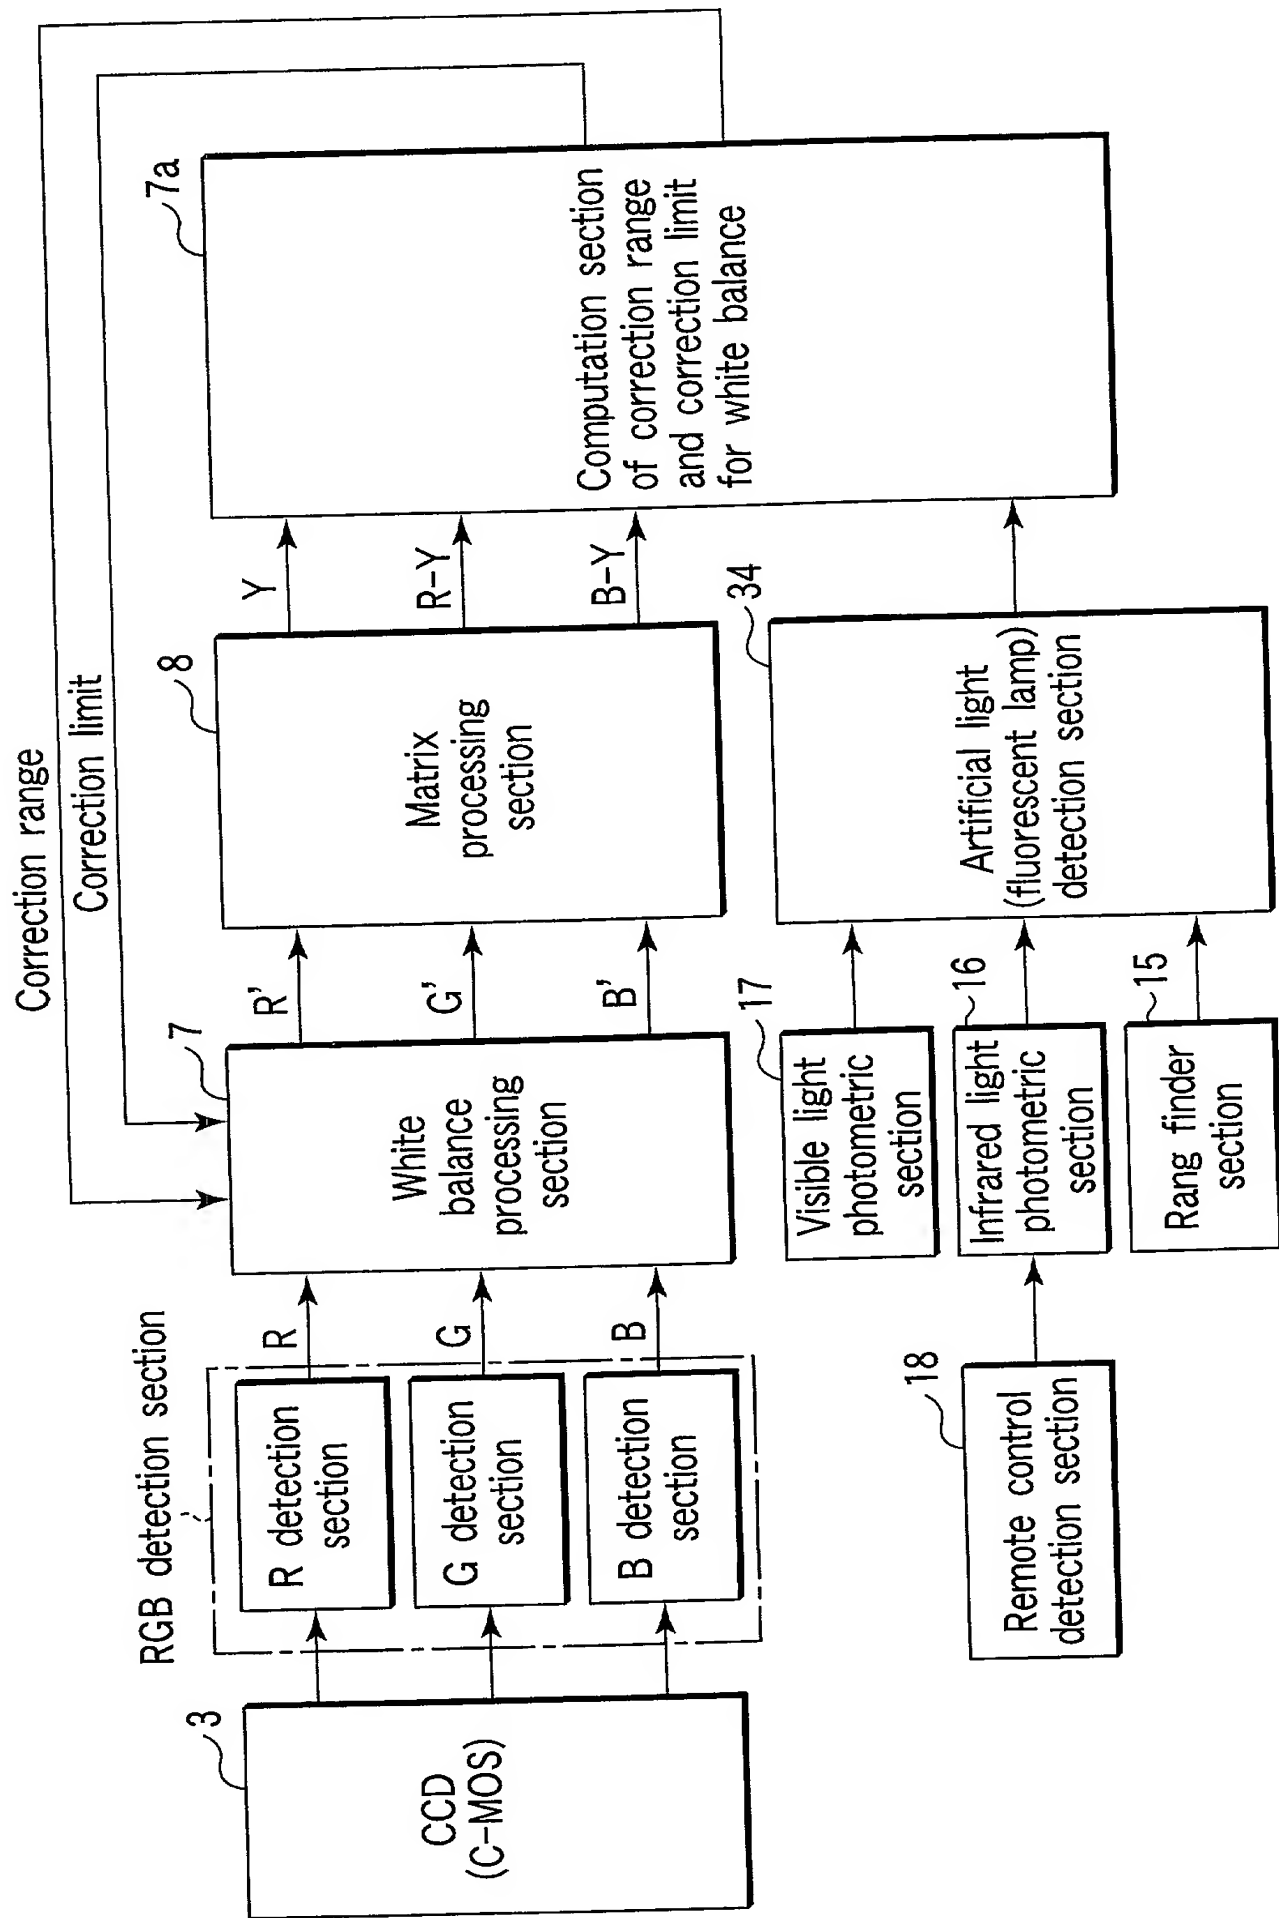 Correction range
Correction limit
RGB detection section
3
CCD
(C-MOS)
R detection
section
G detection
section
B detection
section
R
G
B
7
White
balance
processing
section
R'
G'
B'
8
Matrix
processing
section
Y
R-Y
B-Y
7a
Computation section
of correction range
and correction limit
for white balance
18
Remote control
detection section
17
Visible light
photometric
section
16
Infrared light
photometric
section
15
Rang finder
section
34
Artificial light
(fluorescent lamp)
detection section